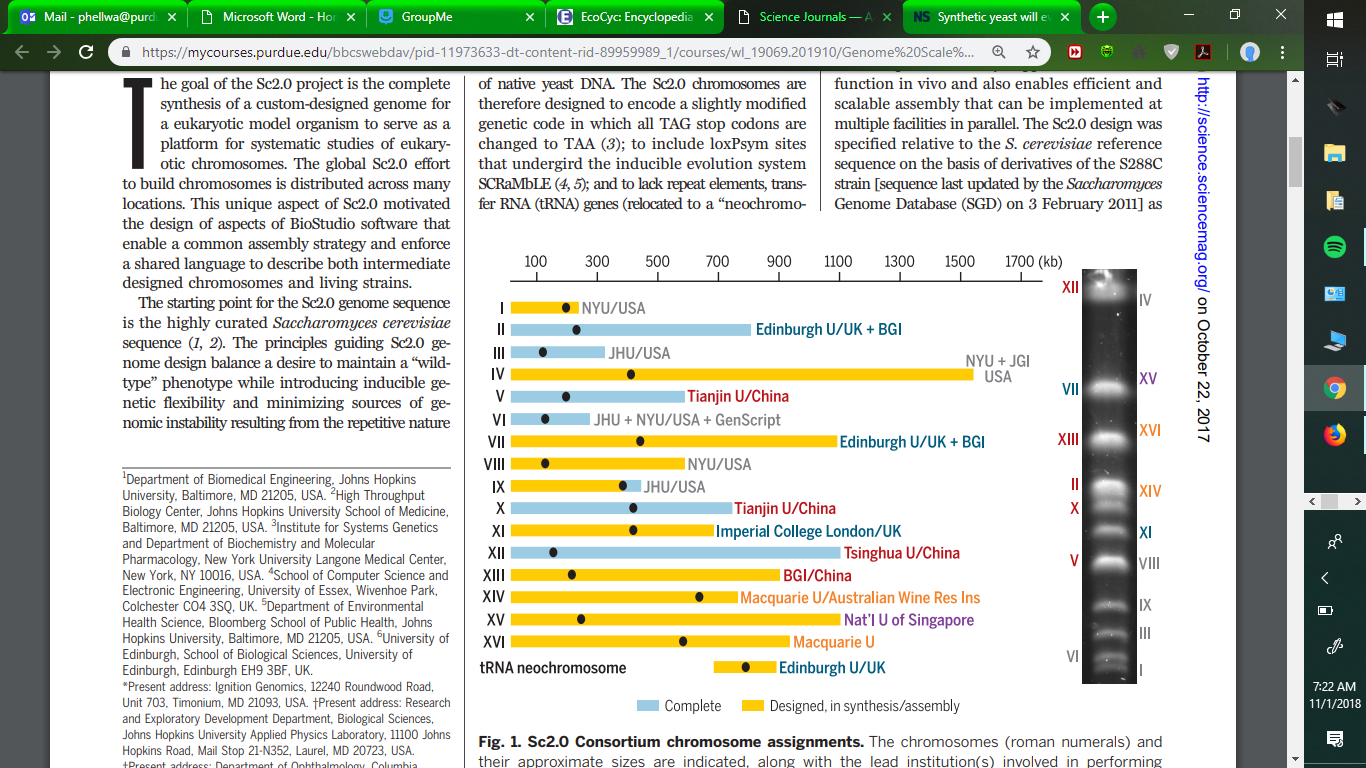 Mail - phellwa@purd
Microsoft Word - Hor
GroupMe
EcoCyc: Encyclopedia
Science Journals — A
NS Synthetic yeast will ev
https://mycourses.purdue.edu/bbcswebdav/pid-11973633-dt-content-rid-89959989_1/courses/wl_19069.201910/Genome%20Scale%...
The goal of the Sc2.0 project is the complete
synthesis of a custom-designed genome for
a eukaryotic model organism to serve as a
platform for systematic studies of eukary-
otic chromosomes. The global Sc2.0 effort
to build chromosomes is distributed across many
locations. This unique aspect of Sc2.0 motivated
the design of aspects of BioStudio software that
enable a common assembly strategy and enforce
a shared language to describe both intermediate
designed chromosomes and living strains.
The starting point for the Sc2.0 genome sequence
is the highly curated Saccharomyces cerevisiae
sequence (1, 2). The principles guiding Sc2.0 ge-
nome design balance a desire to maintain a “wild-
type” phenotype while introducing inducible ge-
netic flexibility and minimizing sources of ge-
nomic instability resulting from the repetitive nature
1Department of Biomedical Engineering, Johns Hopkins
University, Baltimore, MD 21205, USA. 2High Throughput
Biology Center, Johns Hopkins University School of Medicine,
Baltimore, MD 21205, USA. 3Institute for Systems Genetics
and Department of Biochemistry and Molecular
Pharmacology, New York University Langone Medical Center,
New York, NY 10016, USA. 4School of Computer Science and
Electronic Engineering, University of Essex, Wivenhoe Park,
Colchester CO4 3SQ, UK. 5Department of Environmental
Health Science, Bloomberg School of Public Health, Johns
Hopkins University, Baltimore, MD 21205, USA. 6University of
Edinburgh, School of Biological Sciences, University of
Edinburgh, Edinburgh EH9 3BF, UK.
*Present address: Ignition Genomics, 12240 Roundwood Road,
Unit 703, Timonium, MD 21093, USA. †Present address: Research
and Exploratory Development Department, Biological Sciences,
Johns Hopkins University Applied Physics Laboratory, 11100 Johns
Hopkins Road, Mail Stop 21-N352, Laurel, MD 20723, USA.
‡Present address: Department of Ophthalmology, Columbia
of native yeast DNA. The Sc2.0 chromosomes are
therefore designed to encode a slightly modified
genetic code in which all TAG stop codons are
changed to TAA (3); to include loxPsym sites
that undergird the inducible evolution system
SCRaMbLE (4, 5); and to lack repeat elements, trans-
fer RNA (tRNA) genes (relocated to a “neochromo-
function in vivo and also enables efficient and
scalable assembly that can be implemented at
multiple facilities in parallel. The Sc2.0 design was
specified relative to the S. cerevisiae reference
sequence on the basis of derivatives of the S288C
strain [sequence last updated by the Saccharomyces
Genome Database (SGD) on 3 February 2011] as
100 300 500 700 900 1100 1300 1500 1700 (kb)
I NYU/USA
II Edinburgh U/UK + BGI
III JHU/USA
IV NYU + JGI
USA
V Tianjin U/China
VI JHU + NYU/USA + GenScript
VII Edinburgh U/UK + BGI
VIII NYU/USA
IX JHU/USA
X Tianjin U/China
XI Imperial College London/UK
XII Tsinghua U/China
XIII BGI/China
XIV Macquarie U/Australian Wine Res Ins
XV Nat'l U of Singapore
XVI Macquarie U
tRNA neochromosome Edinburgh U/UK
Complete Designed, in synthesis/assembly
XII
IV
XV
VII
XVI
XIII
II
XIV
X
XI
V
VIII
IX
III
VI
I
Fig. 1. Sc2.0 Consortium chromosome assignments. The chromosomes (roman numerals) and
their approximate sizes are indicated, along with the lead institution(s) involved in performing
http://science.sciencemag.org/ on October 22, 2017
7:22 AM
11/1/2018